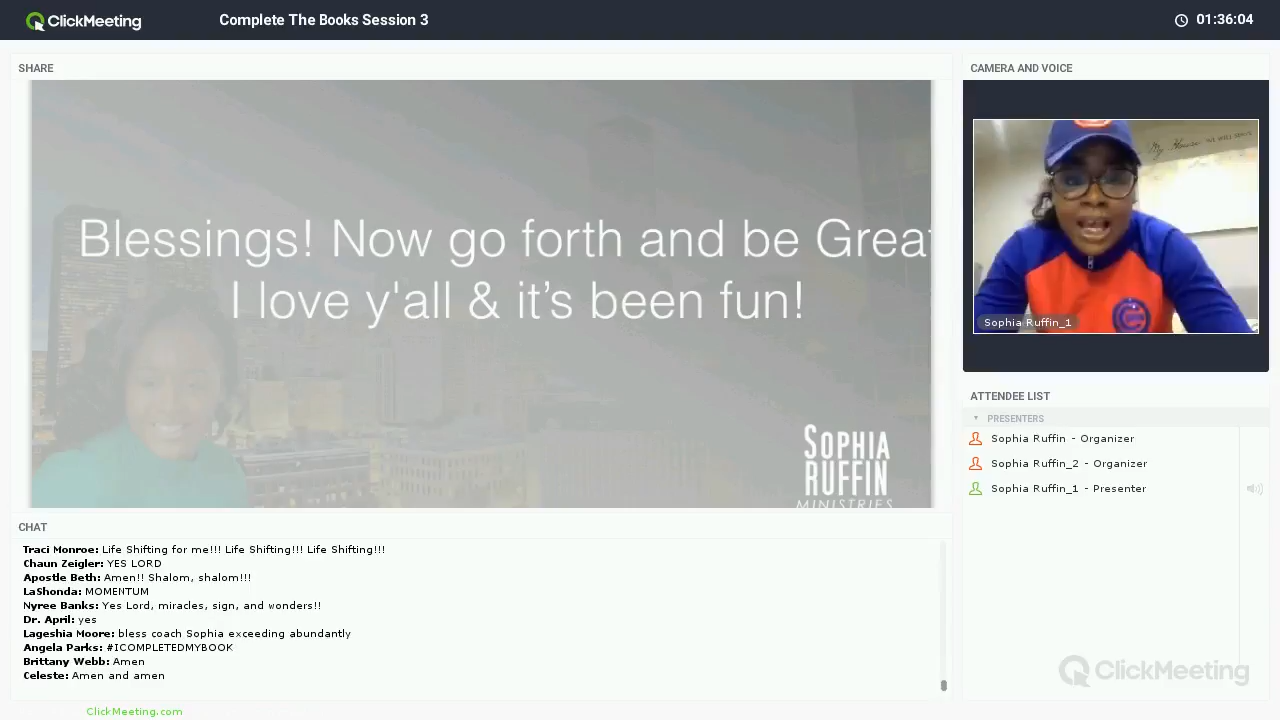 ClickMeeting
Complete The Books Session 3
01:36:04
SHARE
CAMERA AND VOICE
Blessings! Now go forth and be Grea
I love y'all & it's been fun!
SOPHIA
RUFFIN
MINISTRIES
My House
Sophia Ruffin_1
ATTENDEE LIST
PRESENTERS
Sophia Ruffin - Organizer
Sophia Ruffin_2 - Organizer
Sophia Ruffin_1 - Presenter
CHAT
Traci Monroe: Life Shifting for me!!! Life Shifting!!! Life Shifting!!!
Chaun Zeigler: YES LORD
Apostle Beth: Amen!! Shalom, shalom!!!
LaShonda: MOMENTUM
Nyree Banks: Yes Lord, miracles, sign, and wonders!!
Dr. April: yes
Lageshia Moore: bless coach Sophia exceeding abundantly
Angela Parks: #ICOMPLETEDMYBOOK
Brittany Webb: Amen
Celeste: Amen and amen
ClickMeeting
ClickMeeting.com